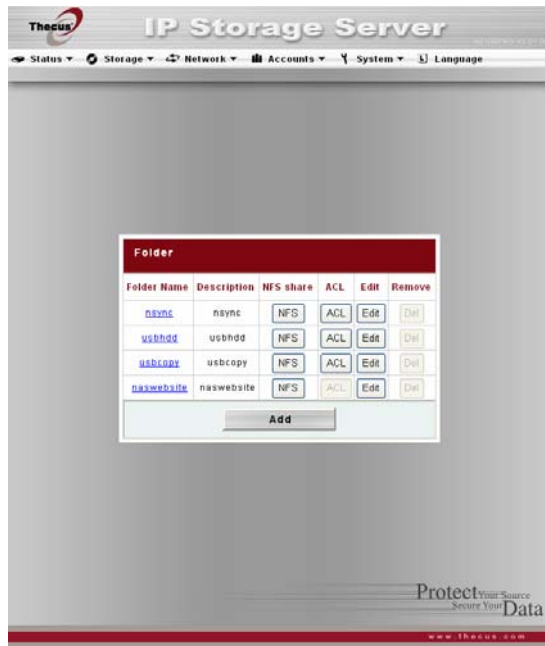 Thecus
IP Storage Server
Status Storage Network Accounts System Language
Folder
Folder Name Description NFS share ACL Edit Remove
nsync nsync NFS ACL Edit Del
usbhdd usbhdd NFS ACL Edit Del
usbcopy usbcopy NFS ACL Edit Del
naswebsite naswebsite NFS ACL Edit Del
Add
Protect Your Source
Secure Your Data
www.thecus.com